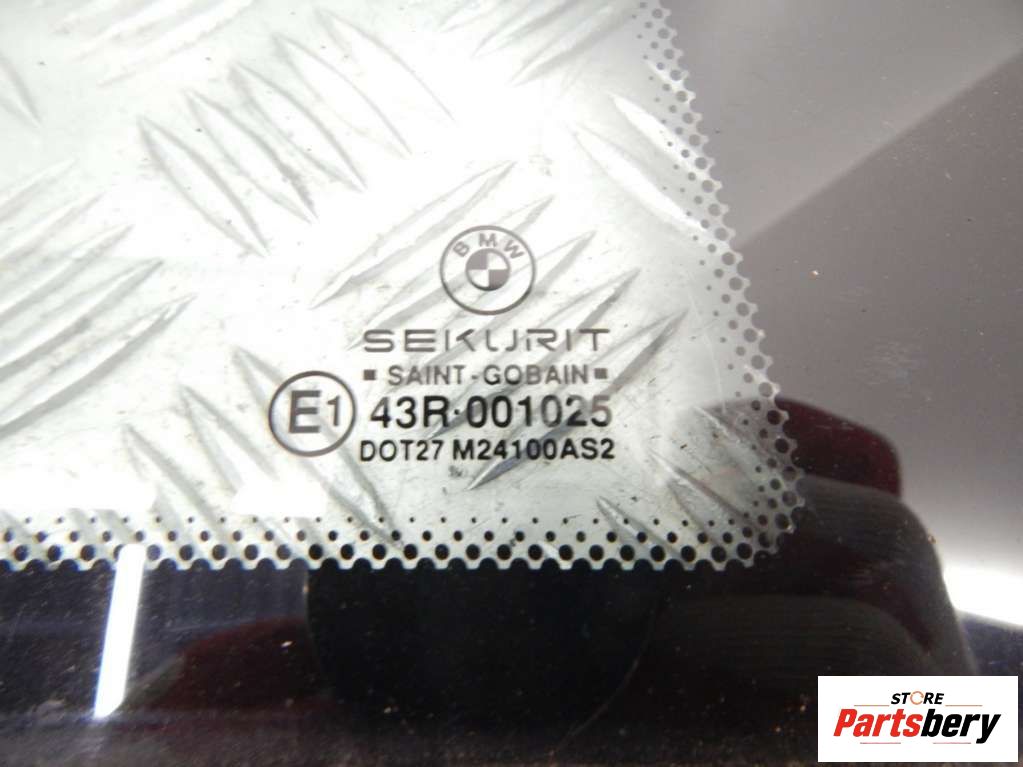 BMW
SEKURIT
SAINT-GOBAIN
E1 43R·001025
DOT27 M24100AS2
STORE
Partsbery